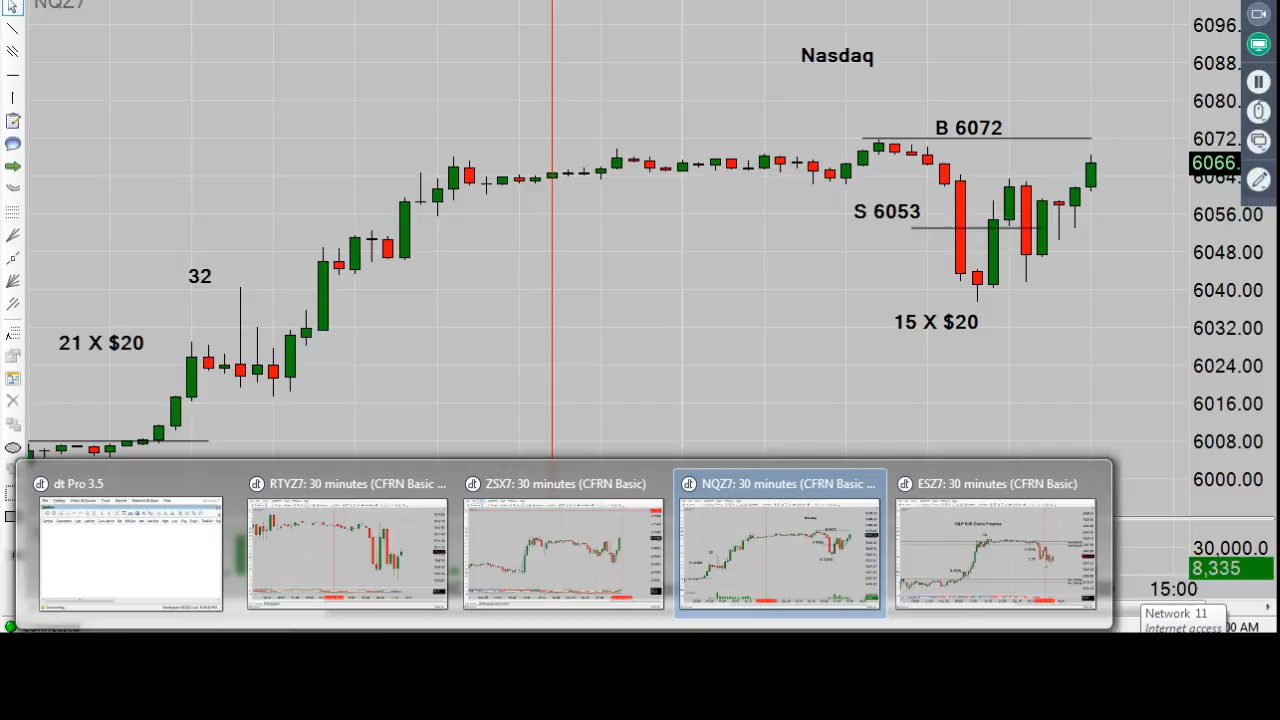 NQZ7
Nasdaq
6096.
6088.
6080.
B 6072
6072.
6066.
6064.
S 6053
6056.00
6048.00
32
6040.00
15 X $20
6032.00
21 X $20
6024.00
6016.00
6008.00
6000.00
dt Pro 3.5
RTYZ7: 30 minutes (CFRN Basic ...
ZSX7: 30 minutes (CFRN Basic)
NQZ7: 30 minutes (CFRN Basic ...
ESZ7: 30 minutes (CFRN Basic)
30,000.0
8,335
15:00
Network 11
Internet access
:00 AM